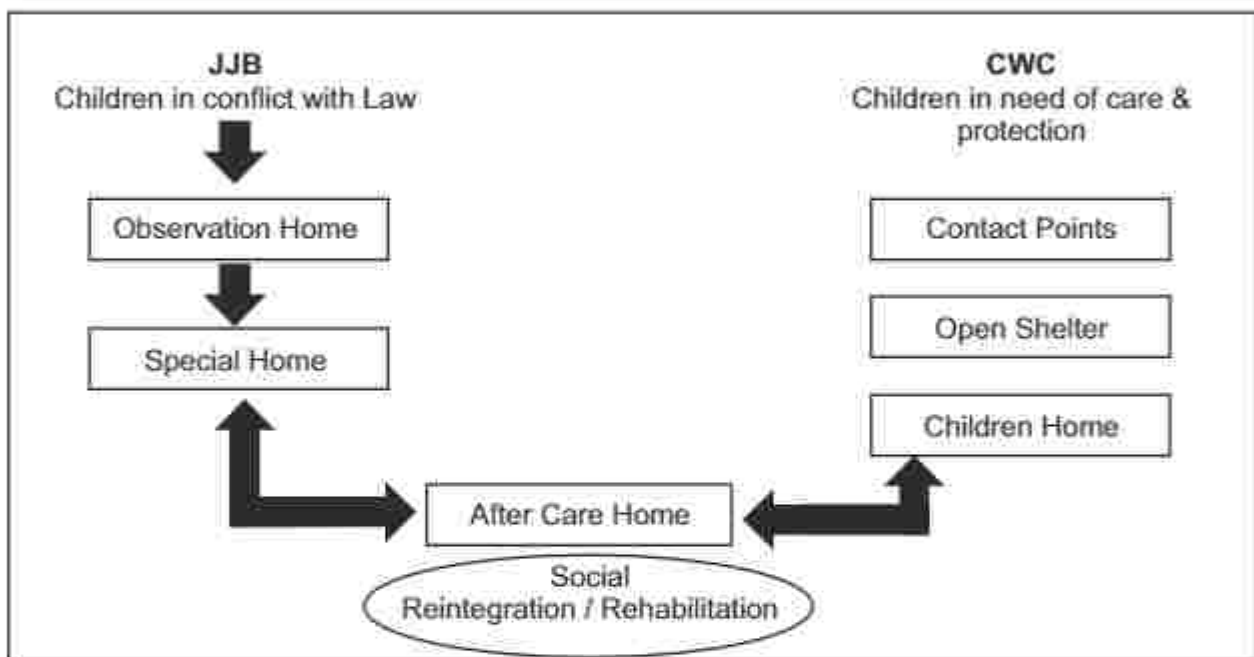 JJB
Children in conflict with Law
Observation Home
Special Home
CWC
Children in need of care &
protection
Contact Points
Open Shelter
Children Home
After Care Home
Social
Reintegration / Rehabilitation